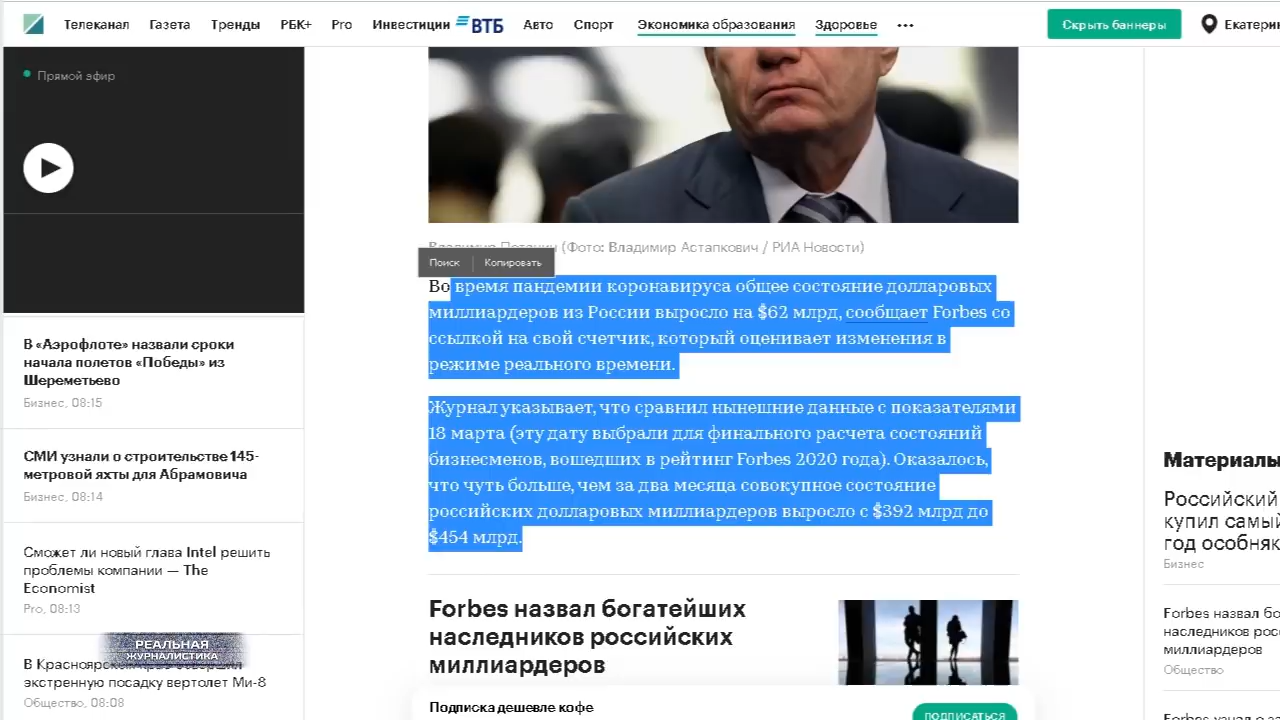 Телеканал Газета Тренды РБК+ Pro Инвестиции ВТБ Авто Спорт Экономика образования Здоровье ••• Скрыть баннеры
Прямой эфир
В «Аэрофлоте» назвали сроки
начала полетов «Победы» из
Шереметьево
Бизнес, 08:15
СМИ узнали о строительстве 145-
метровой яхты для Абрамовича
Бизнес, 08:14
Сможет ли новый глава Intel решить
проблемы компании — The
Economist
Pro, 08:13
РЕАЛЬНАЯ
ЖУРНАЛИСТИКА
экстренную посадку вертолет Ми-8
Общество, 08:08
(Фото: Владимир Астапкович / РИА Новости)
Поиск Копировать
Во время пандемии коронавируса общее состояние долларовых
миллиардеров из России выросло на $62 млрд, сообщает Forbes со
ссылкой на свой счетчик, который оценивает изменения в
режиме реального времени.
Журнал указывает, что сравнил нынешние данные с показателями
18 марта (эту дату выбрали для финального расчета состояний
бизнесменов, вошедших в рейтинг Forbes 2020 года). Оказалось,
что чуть больше, чем за два месяца совокупное состояние
российских долларовых миллиардеров выросло с $392 млрд до
$454 млрд.
Forbes назвал богатейших
наследников российских
миллиардеров
Подписка дешевле кофе
ПОДПИСАТЬСЯ
Материалы
Российский
купил самый
год особняк
Бизнес
Forbes назвал бо
наследников рос
миллиардеров
Общество